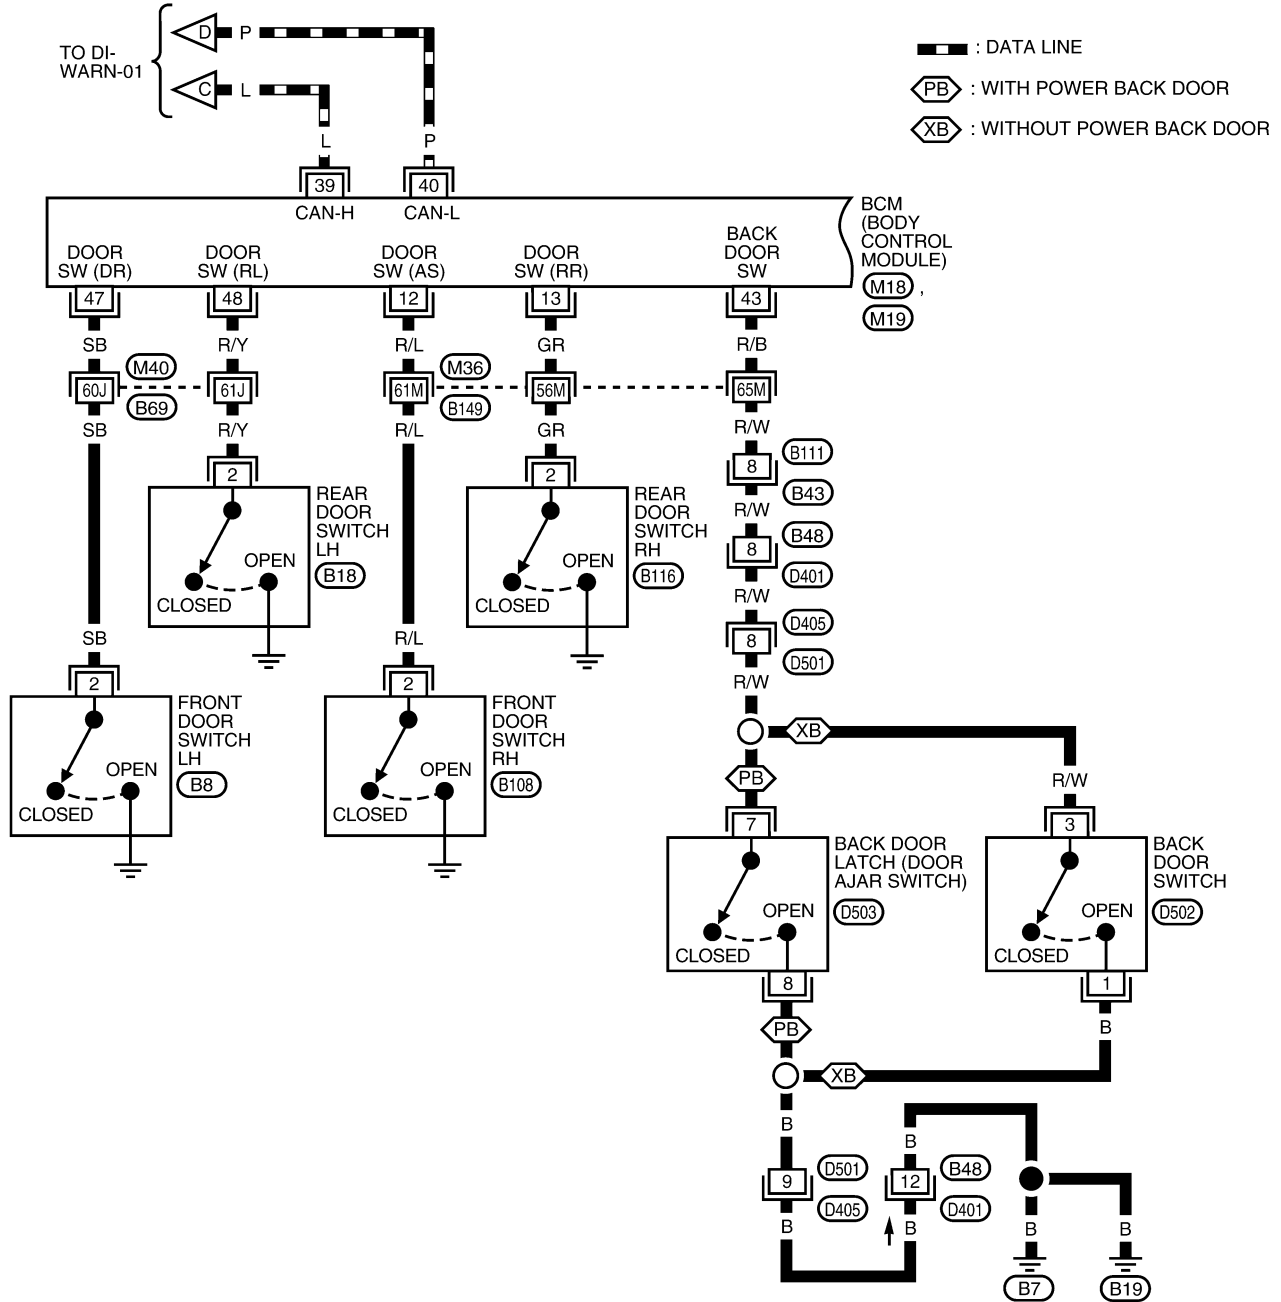 TO DI-
WARN-01
D P
C L
L
P
: DATA LINE
PB : WITH POWER BACK DOOR
XB : WITHOUT POWER BACK DOOR
39
40
CAN-H
CAN-L
BCM
(BODY
CONTROL
MODULE)
M18 ,
M19
DOOR
SW (DR)
DOOR
SW (RL)
DOOR
SW (AS)
DOOR
SW (RR)
BACK
DOOR
SW
47
48
12
13
43
SB
R/Y
R/L
GR
R/B
M40
M36
60J
61J
61M
56M
65M
B69
B149
SB
R/Y
R/L
GR
R/W
2
2
8
B111
B43
R/W
REAR
DOOR
SWITCH
LH
B18
OPEN
CLOSED
REAR
DOOR
SWITCH
RH
B116
OPEN
CLOSED
8
B48
D401
R/W
8
D405
D501
R/W
SB
R/L
2
2
FRONT
DOOR
SWITCH
LH
B8
OPEN
CLOSED
FRONT
DOOR
SWITCH
RH
B108
OPEN
CLOSED
XB
PB
R/W
7
3
BACK DOOR
LATCH (DOOR
AJAR SWITCH)
D503
OPEN
CLOSED
BACK
DOOR
SWITCH
D502
OPEN
CLOSED
8
1
PB
B
XB
B
B
9
D501
D405
12
B48
D401
B
B
B
B
B7
B19